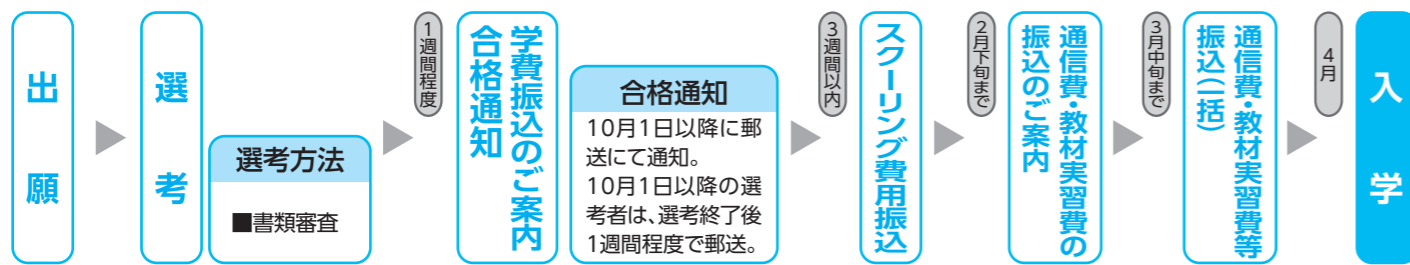 出願
選考
選考方法
■書類審査
1週間程度
学費振込のご案内
合格通知
合格通知
10月1日以降に郵
送にて通知。
10月1日以降の選
考者は、選考終了後
1週間程度で郵送。
3週間以内
スクーリング費用振込
2月下旬まで
通信費・教材実習費の
振込のご案内
3月中旬まで
通信費・教材実習費等
振込(一括)
4月
入学